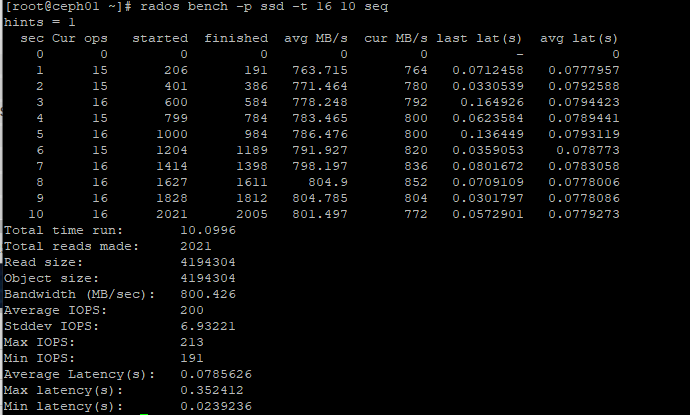 [root@ceph01 ~]# rados bench -p ssd -t 16 10 seq
hints = 1
  sec Cur ops   started  finished  avg MB/s  cur MB/s last lat(s)  avg lat(s)
    0       0         0         0         0         0           -           0
    1      15       206       191   763.715       764   0.0712458   0.0777957
    2      15       401       386   771.464       780   0.0330539   0.0792588
    3      16       600       584   778.248       792    0.164926   0.0794423
    4      15       799       784   783.465       800   0.0623584   0.0789441
    5      16      1000       984   786.476       800    0.136449   0.0793119
    6      15      1204      1189   791.927       820   0.0359053    0.078773
    7      16      1414      1398   798.197       836   0.0801672   0.0783058
    8      16      1627      1611     804.9       852   0.0709109   0.0778006
    9      16      1828      1812   804.785       804   0.0301797   0.0778086
   10      16      2021      2005   801.497       772   0.0572901   0.0779273
Total time run:       10.0996
Total reads made:     2021
Read size:            4194304
Object size:          4194304
Bandwidth (MB/sec):   800.426
Average IOPS:         200
Stddev IOPS:          6.93221
Max IOPS:             213
Min IOPS:             191
Average Latency(s):   0.0785626
Max latency(s):       0.352412
Min latency(s):       0.0239236